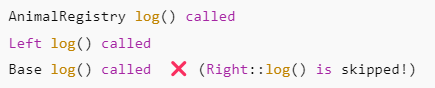 AnimalRegistry log() called
Left log() called
Base log() called ❌ (Right::log() is skipped!)